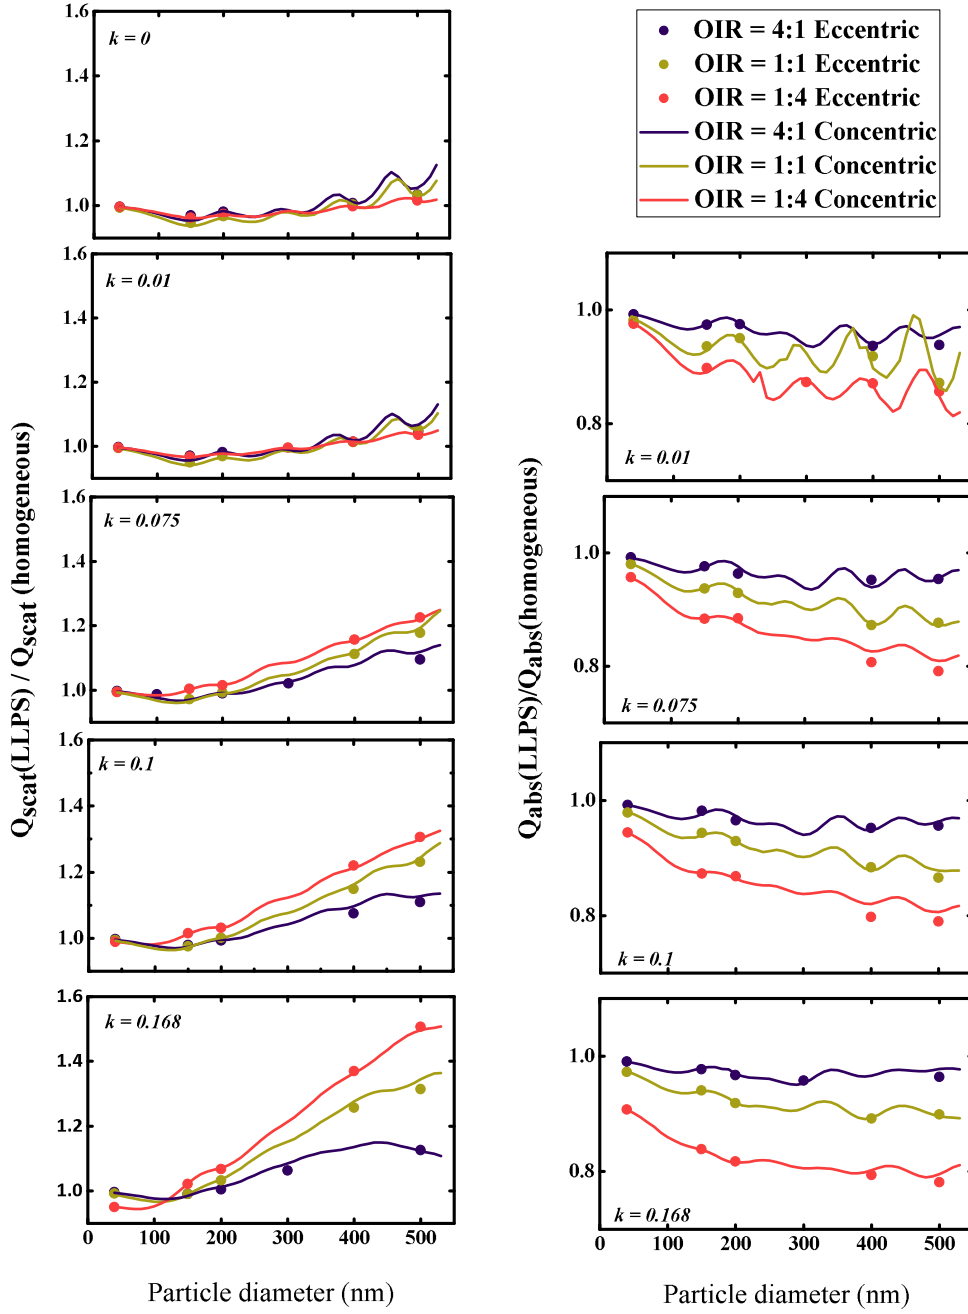 1.6
k = 0
1.4
1.2
1.0
OIR = 4:1 Eccentric
OIR = 1:1 Eccentric
OIR = 1:4 Eccentric
OIR = 4:1 Concentric
OIR = 1:1 Concentric
OIR = 1:4 Concentric
1.6
k = 0.01
1.4
1.2
1.0
1.0
0.8
k = 0.01
1.6
k = 0.075
1.4
1.2
1.0
1.0
0.8
k = 0.075
1.6
k = 0.1
1.4
1.2
1.0
1.0
0.8
k = 0.1
1.6
k = 0.168
1.4
1.2
1.0
1.0
0.8
k = 0.168
0 100 200 300 400 500
0 100 200 300 400 500
Qscat(LLPS) / Qscat (homogeneous)
Qabs(LLPS)/Qabs(homogeneous)
Particle diameter (nm)
Particle diameter (nm)